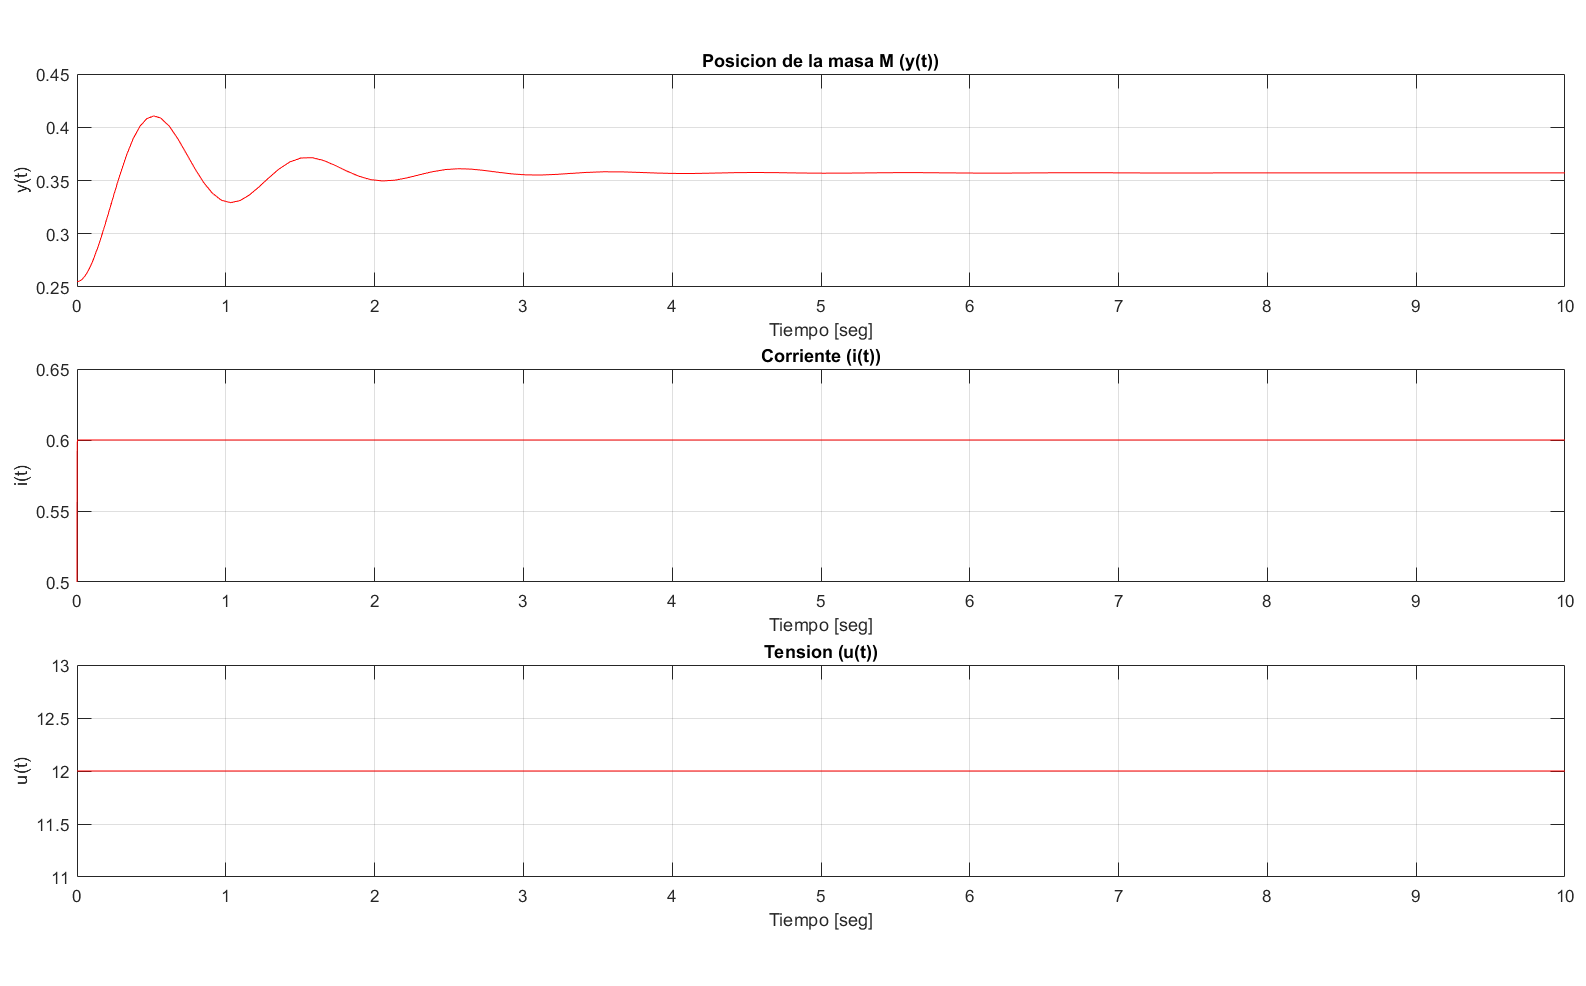 Posicion de la masa M (y(t))
0.45
0.4
0.35
0.3
0.25
y(t)
0 1 2 3 4 5 6 7 8 9 10
Tiempo [seg]
Corriente (i(t))
0.65
0.6
0.55
0.5
i(t)
0 1 2 3 4 5 6 7 8 9 10
Tiempo [seg]
Tension (u(t))
13
12.5
12
11.5
11
u(t)
0 1 2 3 4 5 6 7 8 9 10
Tiempo [seg]